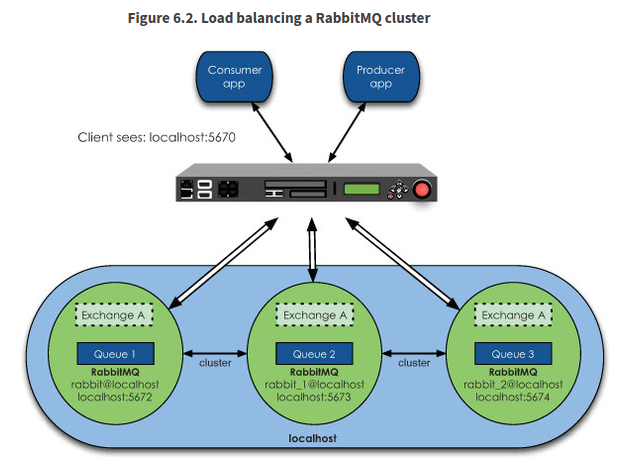 Figure 6.2. Load balancing a RabbitMQ cluster
Consumer
app
Producer
app
Client sees: localhost:5670
Exchange A
Queue 1
RabbitMQ
rabbit@localhost
localhost:5672
cluster
Exchange A
Queue 2
RabbitMQ
rabbit_1@localhost
localhost:5673
cluster
Exchange A
Queue 3
RabbitMQ
rabbit_2@localhost
localhost:5674
localhost